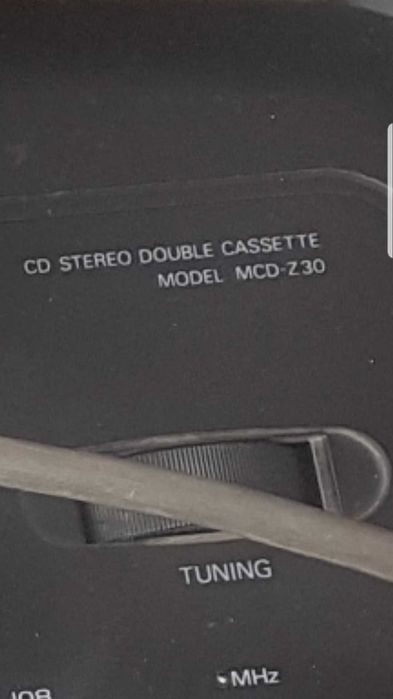 CD STEREO DOUBLE CASSETTE
MODEL MCD-Z30
TUNING
MHz